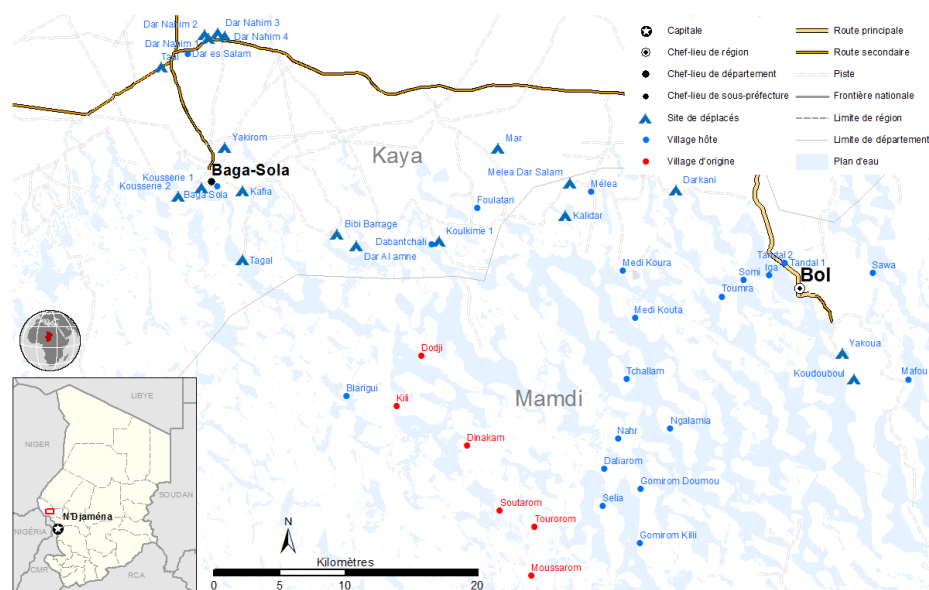 Dar Nahim 2
Dar Nahim 3
Dar Nahim 1
Dar Nahim 4
Dar es Salam
Yakirom
Baga-Sola
Kousserie 1
Kousserie 2
Baga Sola
Kafia
Tagal
Kaya
Mar
Melea Dar Salam
Mélea
Darkani
Foulatari
Kalidar
Bibi Barrage
Dabantchali
Koulkime 1
Dar Al amne
Medi Koura
Medi Kouta
Tandal 2
Tandal 1
Iga
Somi
Toumra
Bol
Sawa
Yakoua
Koudouboul
Mafou
Dodji
Kili
Blarigui
Dinakam
Mamdi
Tchallam
Ngalamia
Nahr
Daliarom
Gomirom Doumou
Selia
Gomirom Killi
Soutarom
Tourorom
Moussarom
Capitale
Chef-lieu de région
Chef-lieu de département
Chef-lieu de sous-préfecture
Site de déplacés
Village hôte
Village d'origine
Route principale
Route secondaire
Piste
Frontière nationale
Limite de région
Limite de département
Plan d'eau
LIBYE
NIGER
SOUDAN
N'Djaména
NIGÉRIA
CMR
RCA
N
Kilomètres
0 5 10 20